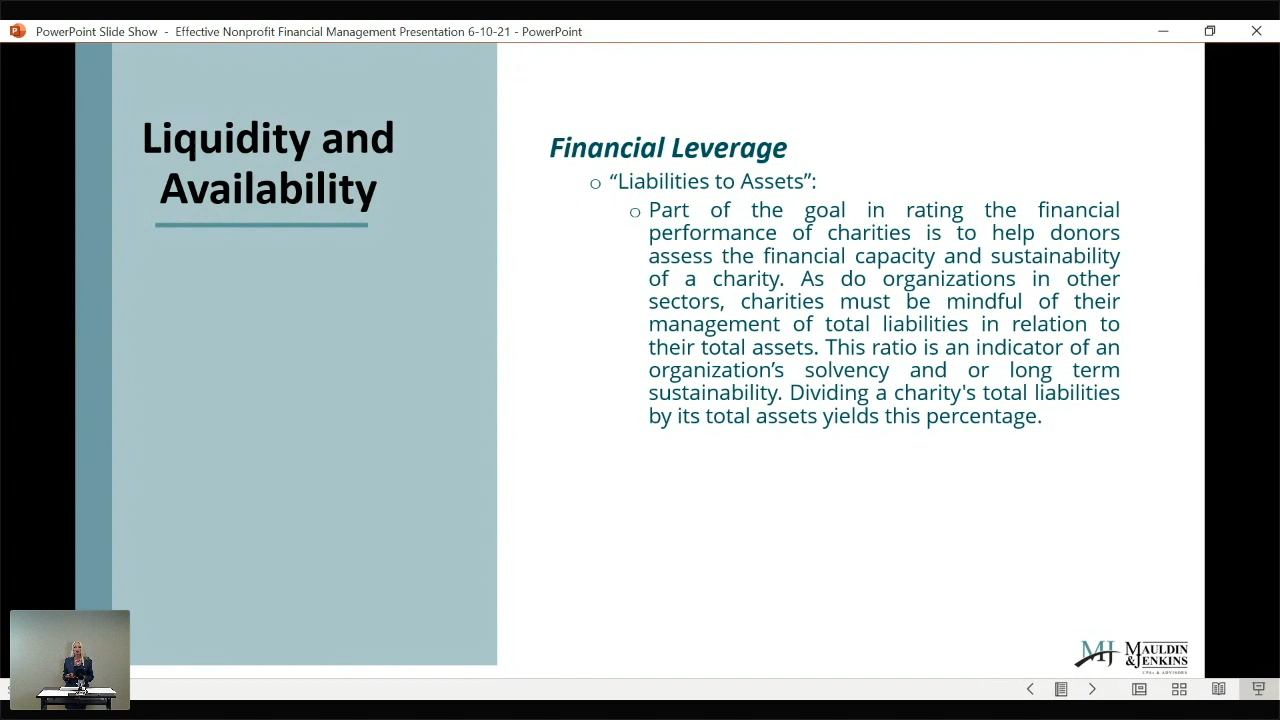 PowerPoint Slide Show - Effective Nonprofit Financial Management Presentation 6-10-21 - PowerPoint
Liquidity and
Availability
Financial Leverage
“Liabilities to Assets”:
Part of the goal in rating the financial
performance of charities is to help donors
assess the financial capacity and sustainability
of a charity. As do organizations in other
sectors, charities must be mindful of their
management of total liabilities in relation to
their total assets. This ratio is an indicator of an
organization’s solvency and or long term
sustainability. Dividing a charity's total liabilities
by its total assets yields this percentage.
MJ MAULDIN
& JENKINS
CPAs & ADVISORS